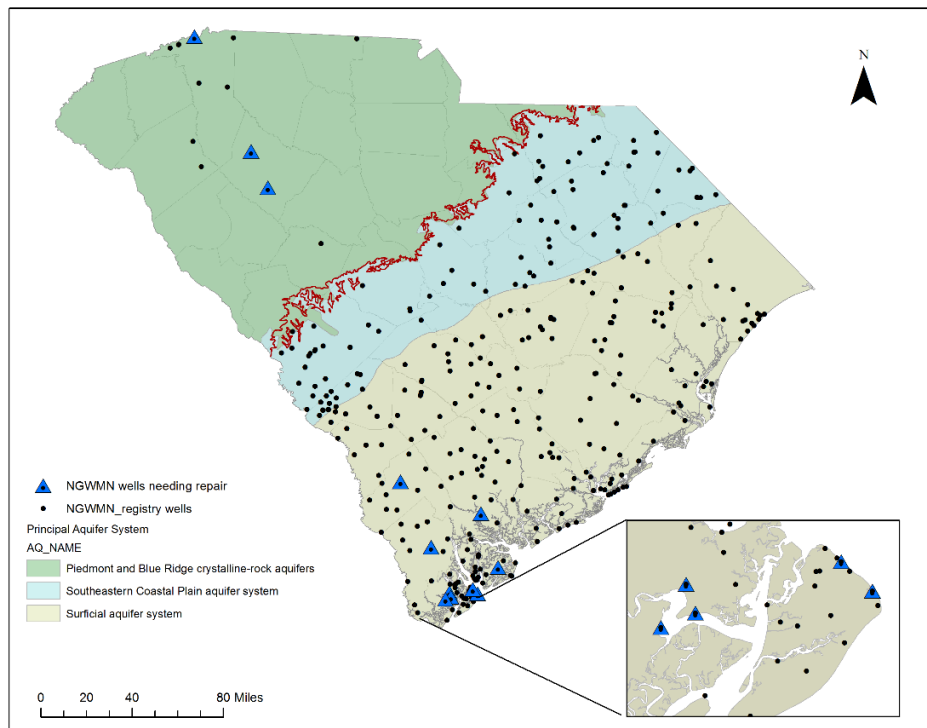 N
NGWMN wells needing repair
NGWMN_registry wells
Principal Aquifer System
AQ_NAME
Piedmont and Blue Ridge crystalline-rock aquifers
Southeastern Coastal Plain aquifer system
Surficial aquifer system
0 20 40 80 Miles